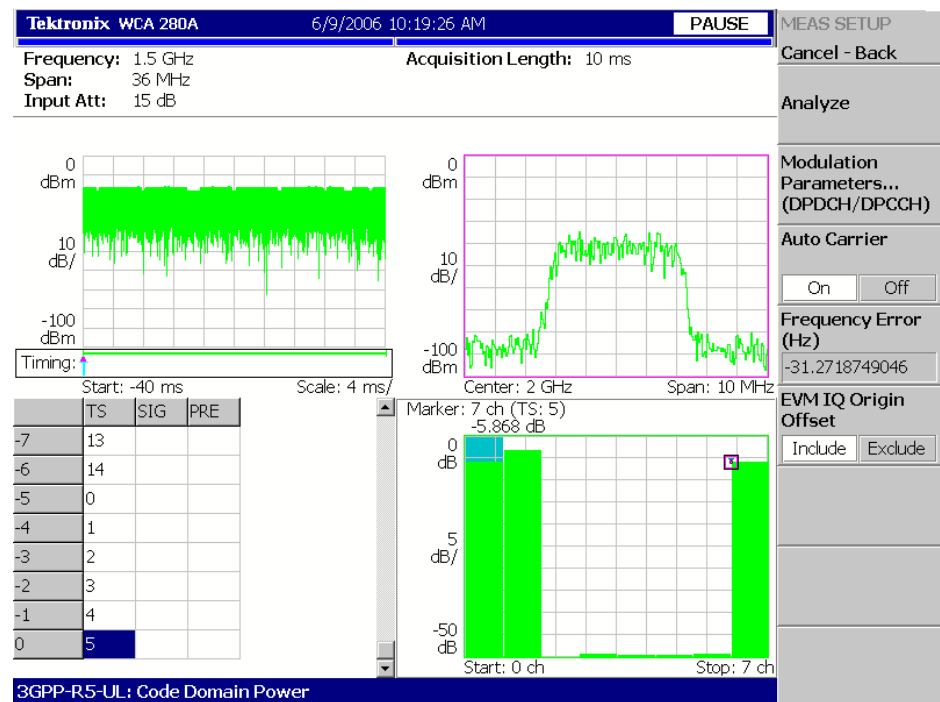 Tektronix WCA 280A 6/9/2006 10:19:26 AM PAUSE
Frequency: 1.5 GHz
Span: 36 MHz
Input Att: 15 dB
Acquisition Length: 10 ms
0
dBm
10
dB/
-100
dBm
Timing:
Start: -40 ms Scale: 4 ms/
0
dBm
10
dB/
-100
dBm
Center: 2 GHz Span: 10 MHz
TS SIG PRE
-7 13
-6 14
-5 0
-4 1
-3 2
-2 3
-1 4
0 5
Marker: 7 ch (TS: 5)
-5.868 dB
0
dB
5
dB/
-50
dB
Start: 0 ch Stop: 7 ch
3GPP-R5-UL: Code Domain Power
MEAS SETUP
Cancel - Back
Analyze
Modulation
Parameters...
(DPDCH/DPCCH)
Auto Carrier
On Off
Frequency Error
(Hz)
-31.2718749046
EVM IQ Origin
Offset
Include Exclude